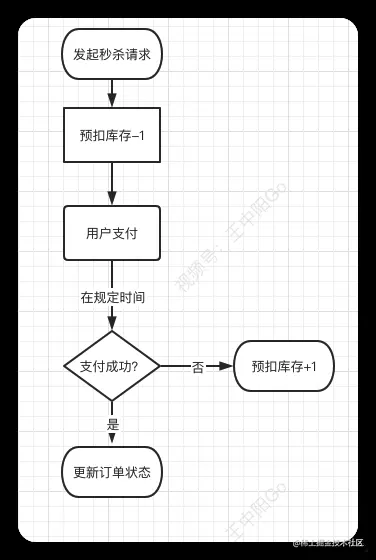 发起秒杀请求
预扣库存-1
用户支付
在规定时间
支付成功?
否
预扣库存+1
是
更新订单状态
视频号：王中阳Go
王中阳Go
@稀土掘金技术社区